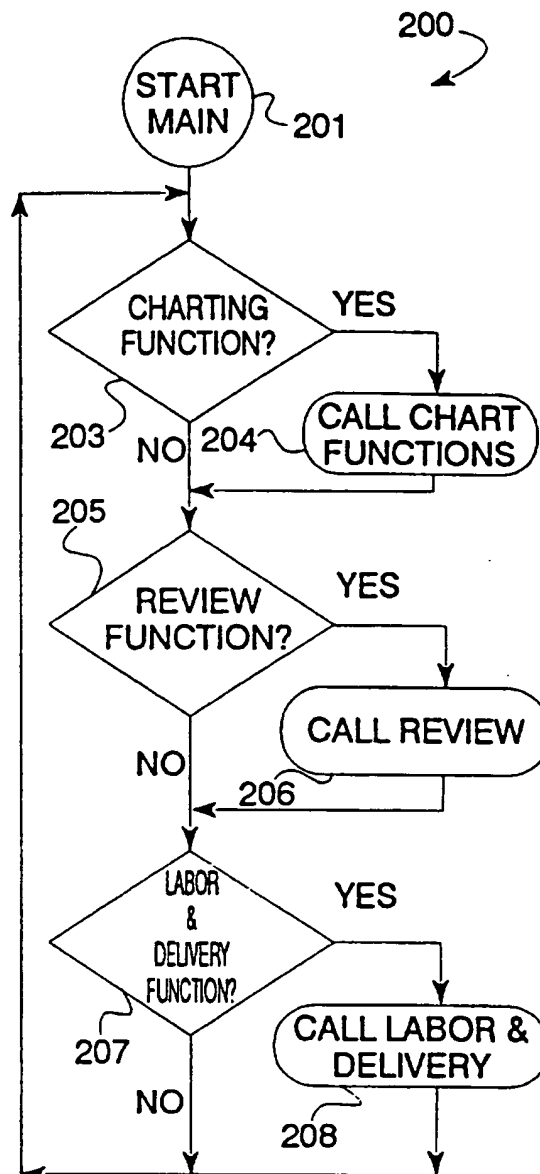 200
START
MAIN
201
CHARTING
FUNCTION?
YES
203
NO
204
CALL CHART
FUNCTIONS
205
REVIEW
FUNCTION?
YES
CALL REVIEW
NO
206
LABOR
&
DELIVERY
FUNCTION?
YES
207
CALL LABOR &
DELIVERY
NO
208